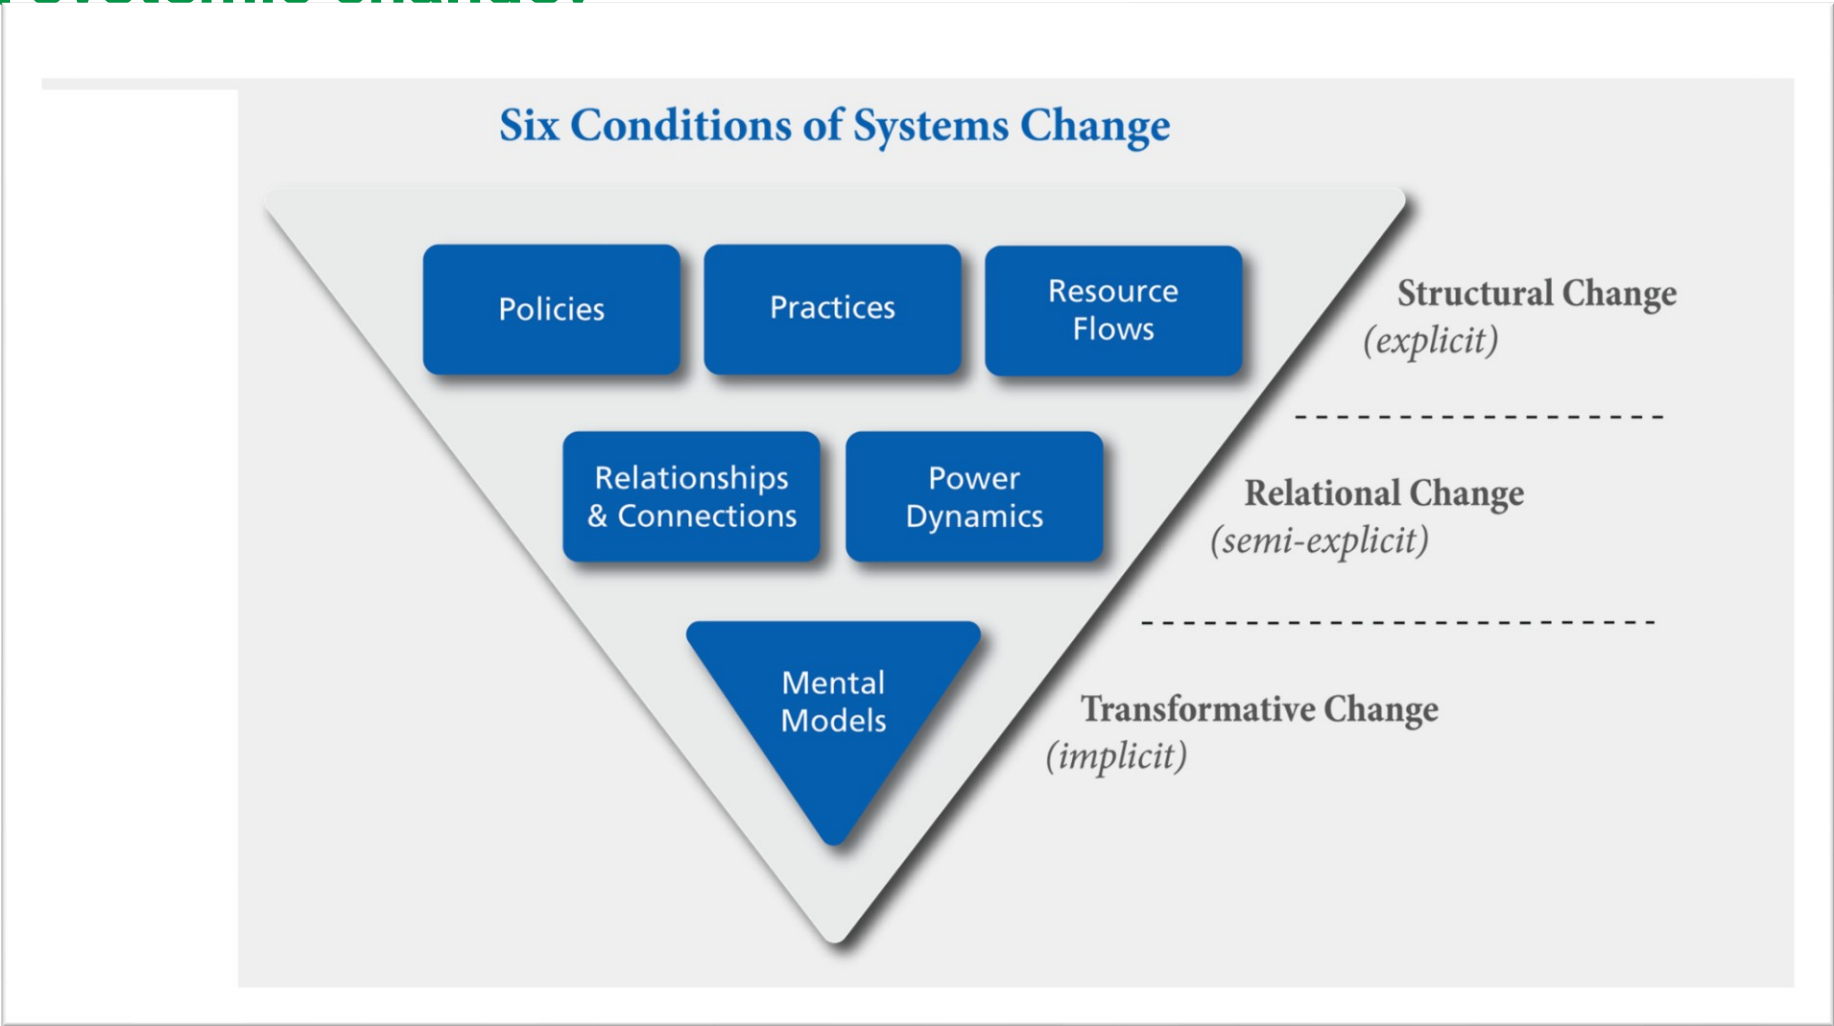 Six Conditions of Systems Change
Policies
Practices
Resource
Flows
Structural Change
(explicit)
Relationships
& Connections
Power
Dynamics
Relational Change
(semi-explicit)
Mental
Models
Transformative Change
(implicit)